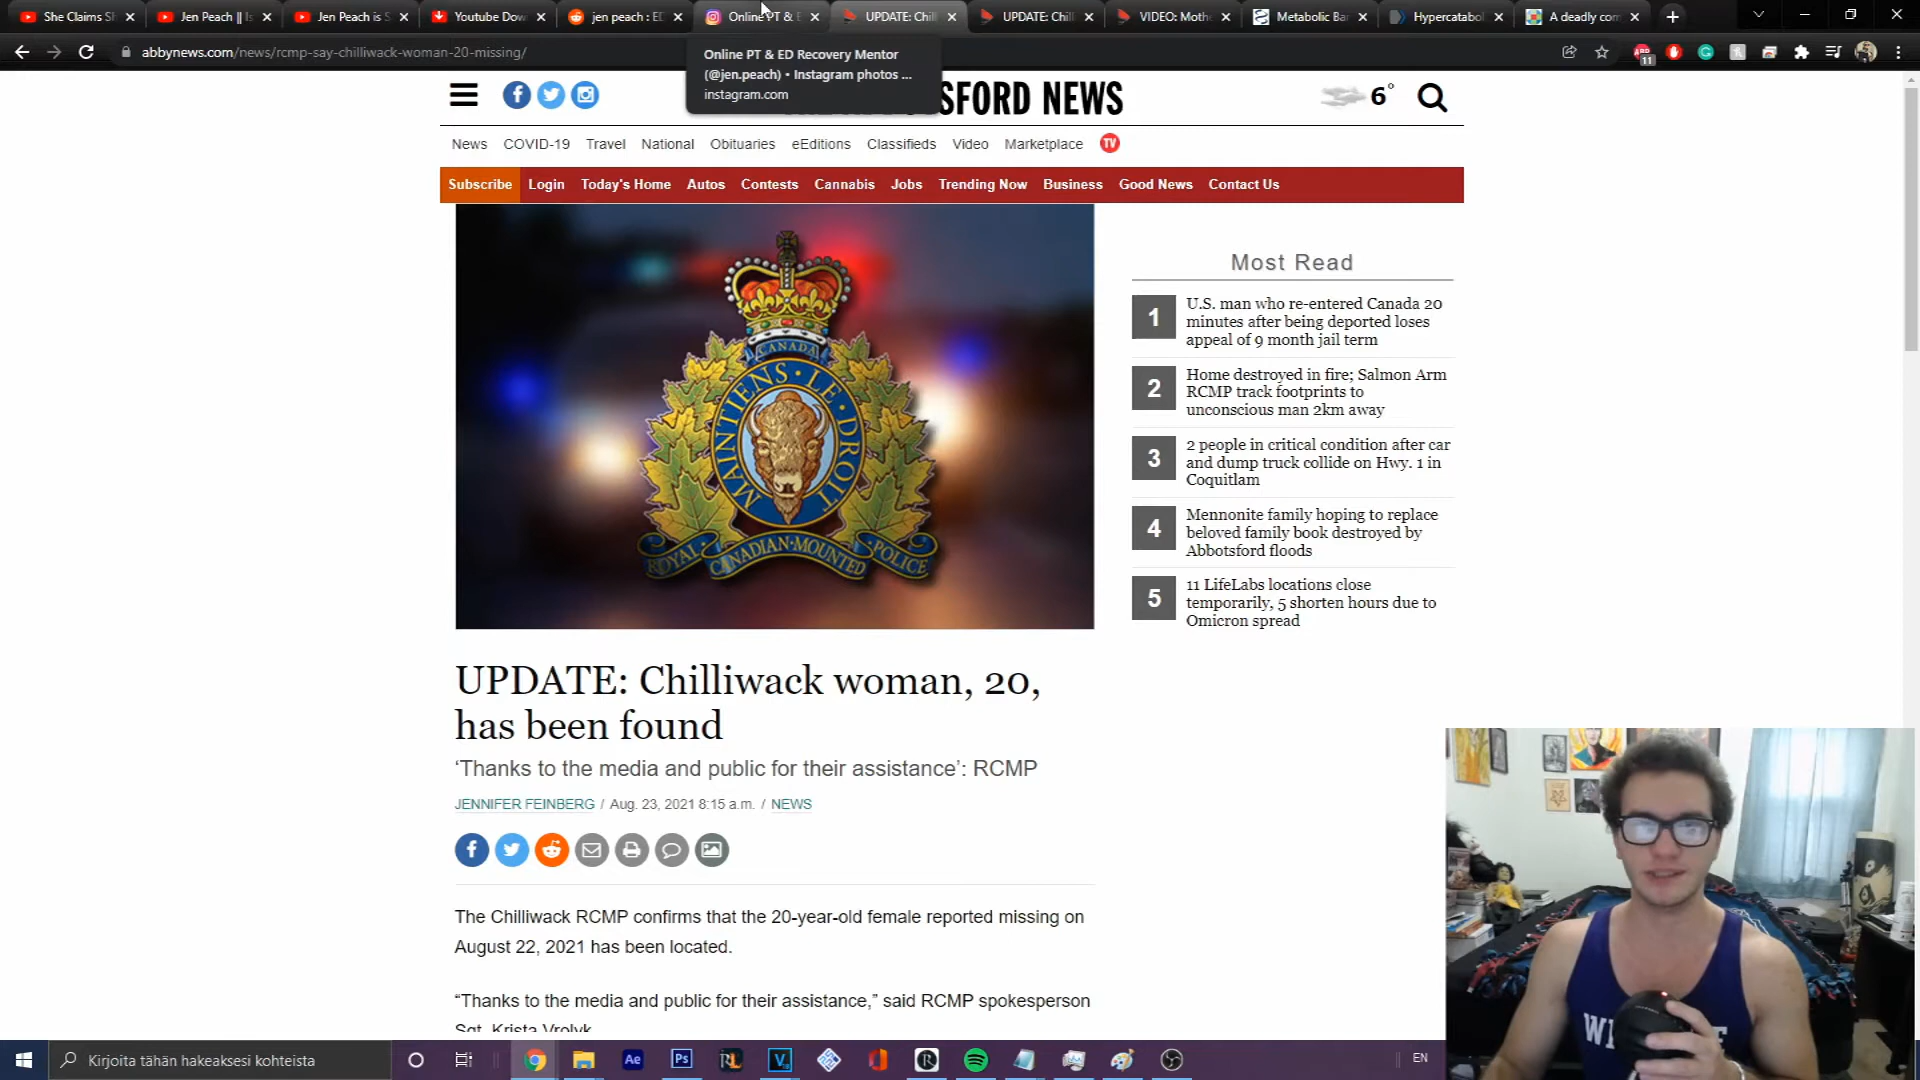 She Claims S
Jen Peach || Is
Jen Peach is S
Youtube Dow
jen peach : ED
Online PT & E
UPDATE: Chill
UPDATE: Chill
VIDEO: Mothe
Metabolic Ba
Hypercatabol
A deadly com
abbynews.com/news/rcmp-say-chilliwack-woman-20-missing/
11
Online PT & ED Recovery Mentor
(@jen.peach) • Instagram photos ...
instagram.com
SFORD NEWS
6°
News COVID-19 Travel National Obituaries eEditions Classifieds Video Marketplace TV
Subscribe Login Today's Home Autos Contests Cannabis Jobs Trending Now Business Good News Contact Us
CANADA
MAINTIENS LE DROIT
ROYAL CANADIAN MOUNTED POLICE
Most Read
1 U.S. man who re-entered Canada 20
minutes after being deported loses
appeal of 9 month jail term
2 Home destroyed in fire; Salmon Arm
RCMP track footprints to
unconscious man 2km away
3 2 people in critical condition after car
and dump truck collide on Hwy. 1 in
Coquitlam
4 Mennonite family hoping to replace
beloved family book destroyed by
Abbotsford floods
5 11 LifeLabs locations close
temporarily, 5 shorten hours due to
Omicron spread
UPDATE: Chilliwack woman, 20,
has been found
‘Thanks to the media and public for their assistance’: RCMP
JENNIFER FEINBERG / Aug. 23, 2021 8:15 a.m. / NEWS
The Chilliwack RCMP confirms that the 20-year-old female reported missing on
August 22, 2021 has been located.
“Thanks to the media and public for their assistance,” said RCMP spokesperson
Sgt. Krista Vrolyk.
Kirjoita tähän hakeaksesi kohteista
Ae
Ps
RL
V
R
EN